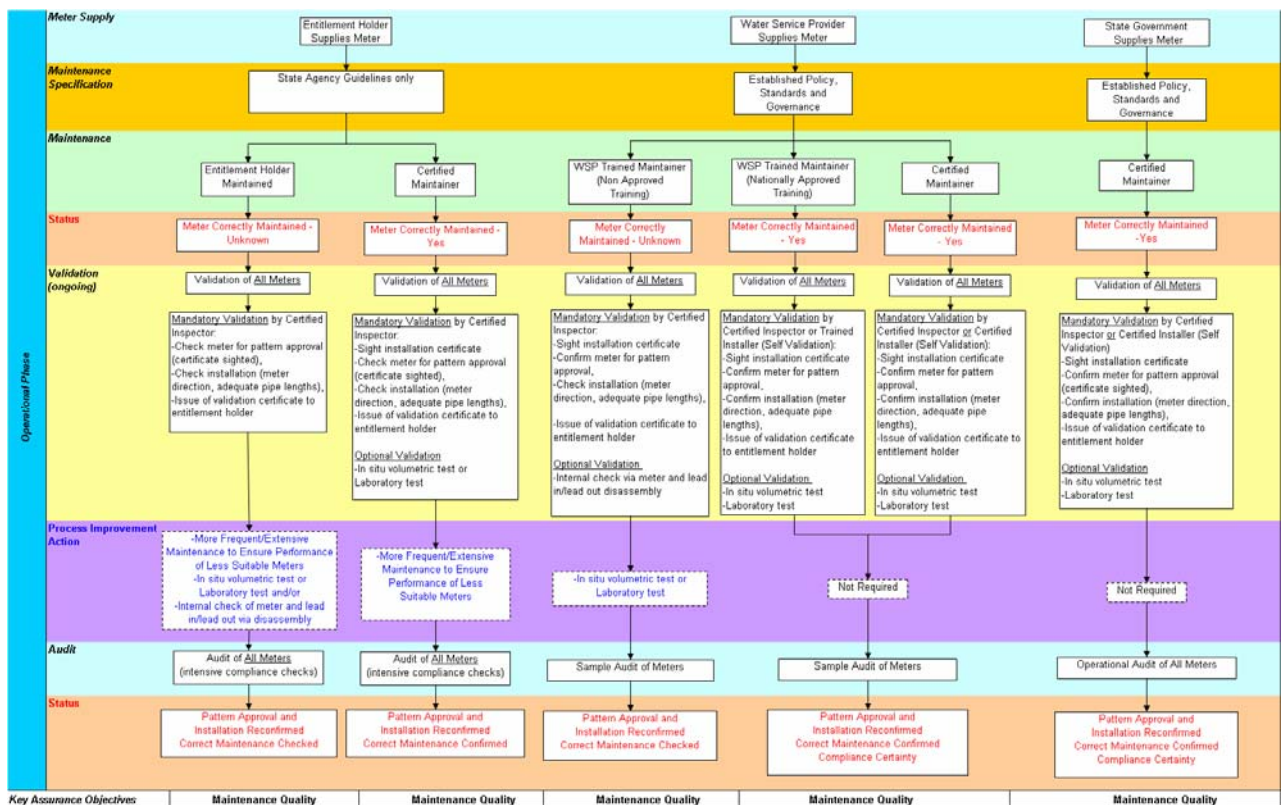 Operational Phase
Meter Supply
Entitlement Holder
Supplies Meter
Water Service Provider
Supplies Meter
State Government
Supplies Meter
Maintenance
Specification
State Agency Guidelines only
Established Policy,
Standards and
Governance
Established Policy,
Standards and
Governance
Maintenance
Entitlement Holder
Maintained
Certified
Maintainer
WSP Trained Maintainer
(Non Approved
Training)
WSP Trained Maintainer
(Nationally Approved
Training)
Certified
Maintainer
Certified
Maintainer
Status
Meter Correctly Maintained -
Unknown
Meter Correctly Maintained -
Yes
Meter Correctly
Maintained - Unknown
Meter Correctly Maintained
- Yes
Meter Correctly Maintained
- Yes
Meter Correctly Maintained
-Yes
Validation
(ongoing)
Validation of All Meters
Validation of All Meters
Validation of All Meters
Validation of All Meters
Validation of All Meters
Validation of All Meters
Mandatory Validation by Certified
Inspector:
-Check meter for pattern approval
(certificate sighted),
-Check installation (meter
direction, adequate pipe lengths),
-Issue of validation certificate to
entitlement holder
Mandatory Validation by Certified
Inspector:
-Sight installation certificate
-Check meter for pattern approval
(certificate sighted),
-Check installation (meter
direction, adequate pipe lengths),
-Issue of validation certificate to
entitlement holder
Optional Validation
-In situ volumetric test or
Laboratory test
Mandatory Validation by Certified
Inspector:
-Sight installation certificate
-Confirm meter for pattern
approval,
-Check installation (meter
direction, adequate pipe lengths),
-Issue of validation certificate to
entitlement holder
Optional Validation
-Internal check via meter and lead
in/lead out disassembly
Mandatory Validation by
Certified Inspector or Trained
Installer (Self Validation):
-Sight installation certificate
-Confirm meter for pattern
approval,
-Confirm installation (meter
direction, adequate pipe
lengths),
-Issue of validation certificate
to entitlement holder
Optional Validation
-In situ volumetric test
-Laboratory test
Mandatory Validation by
Certified Inspector or Certified
Installer (Self Validation):
-Sight installation certificate
-Confirm meter for pattern
approval,
-Confirm installation (meter
direction, adequate pipe
lengths),
-Issue of validation certificate to
entitlement holder
Optional Validation
-In situ volumetric test
-Laboratory test
Mandatory Validation by Certified
Inspector or Certified Installer (Self
Validation)
-Sight installation certificate
-Confirm meter for pattern approval
(certificate sighted),
-Confirm installation (meter direction,
adequate pipe lengths),
-Issue of validation certificate to
entitlement holder
Optional Validation
-In situ volumetric test
-Laboratory test
Process Improvement
Action
-More Frequent/Extensive
Maintenance to Ensure Performance
of Less Suitable Meters
-In situ volumetric test or
Laboratory test and/or
-Internal check of meter and lead
in/lead out via disassembly
-More Frequent/Extensive
Maintenance to Ensure
Performance of Less
Suitable Meters
-In situ volumetric test or
Laboratory test
Not Required
Not Required
Audit
Audit of All Meters
(intensive compliance checks)
Audit of All Meters
(intensive compliance checks)
Sample Audit of Meters
Sample Audit of Meters
Operational Audit of All Meters
Status
Pattern Approval and
Installation Reconfirmed
Correct Maintenance Checked
Pattern Approval and
Installation Reconfirmed
Correct Maintenance Confirmed
Pattern Approval and
Installation Reconfirmed
Correct Maintenance Checked
Pattern Approval and
Installation Reconfirmed
Correct Maintenance Confirmed
Compliance Certainty
Pattern Approval and
Installation Reconfirmed
Correct Maintenance Confirmed
Compliance Certainty
Key Assurance Objectives
Maintenance Quality
Maintenance Quality
Maintenance Quality
Maintenance Quality
Maintenance Quality